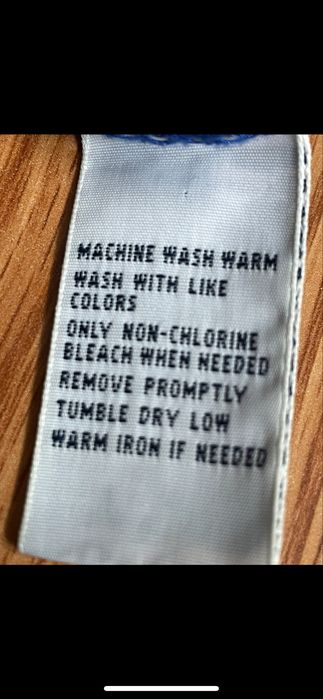 MACHINE WASH WARM
WASH WITH LIKE
COLORS
ONLY NON-CHLORINE
BLEACH WHEN NEEDED
REMOVE PROMPTLY
TUMBLE DRY LOW
WARM IRON IF NEEDED